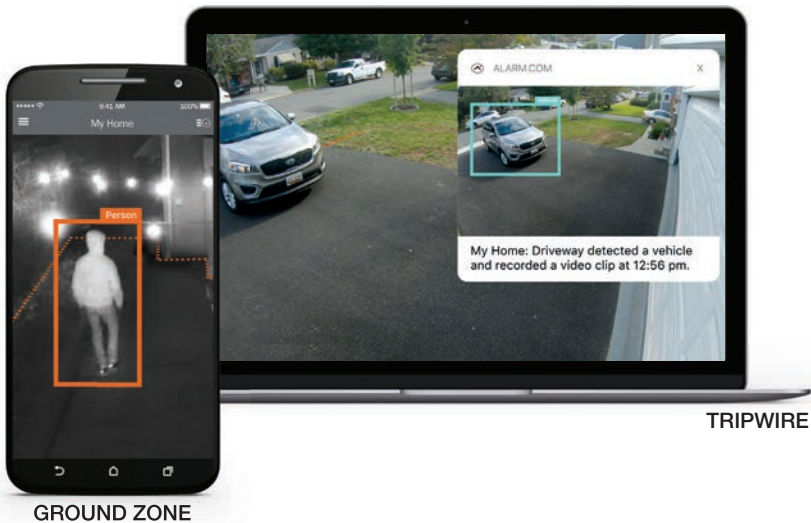 9:41 AM
100%
My Home
Person
GROUND ZONE
ALARM.COM
X
My Home: Driveway detected a vehicle
and recorded a video clip at 12:56 pm.
TRIPWIRE